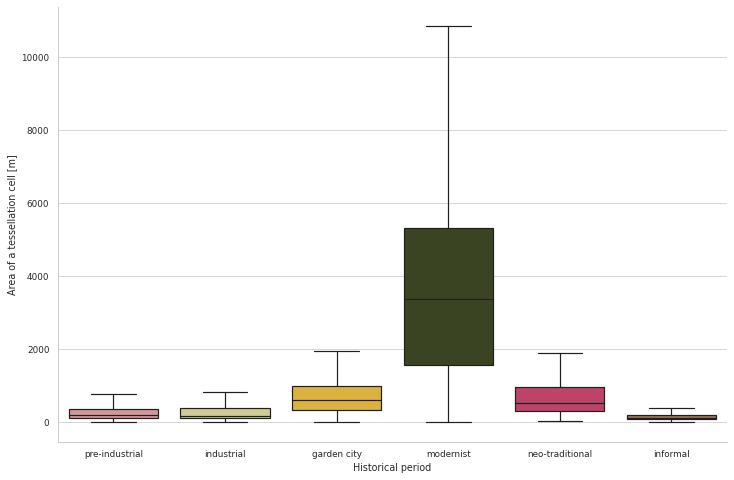 10000
8000
6000
4000
2000
0
Area of a tessellation cell [m]
pre-industrial industrial garden city modernist neo-traditional informal
Historical period